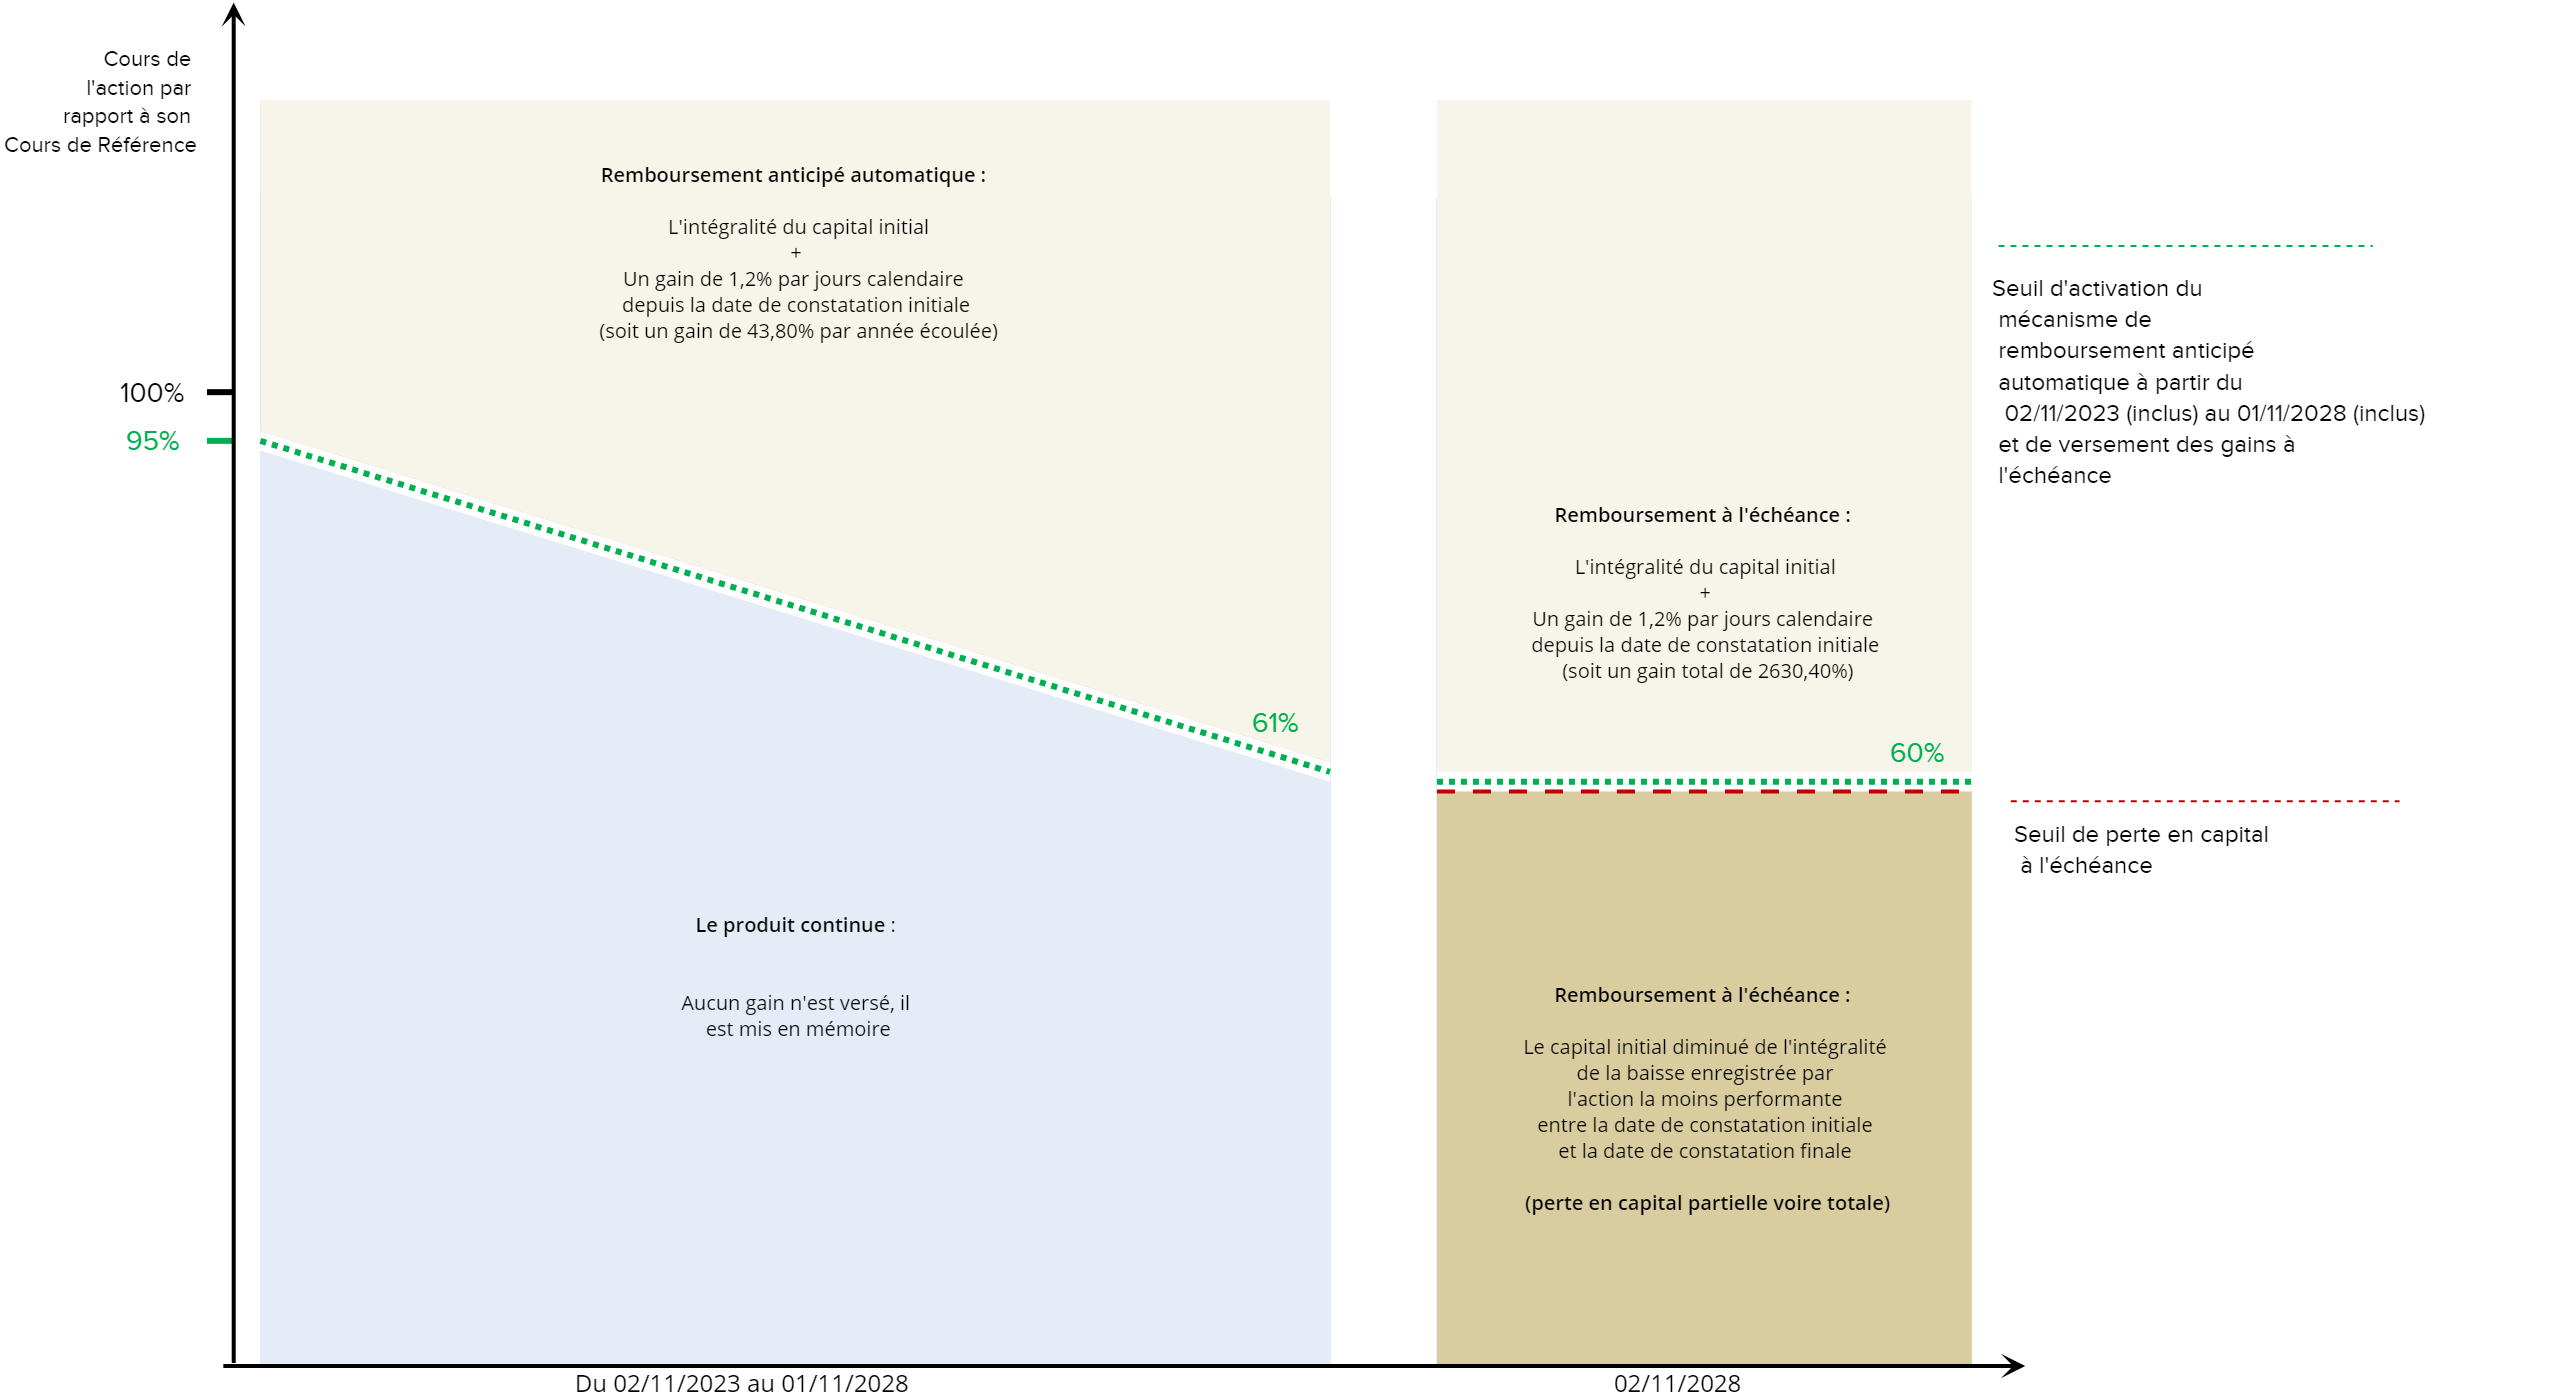 Cours de
l'action par
rapport à son
Cours de Référence
100%
95%
Remboursement anticipé automatique :
L'intégralité du capital initial
+
Un gain de 1,2% par jours calendaire
depuis la date de constatation initiale
(soit un gain de 43,80% par année écoulée)
61%
Le produit continue :
Aucun gain n'est versé, il
est mis en mémoire
Du 02/11/2023 au 01/11/2028
Remboursement à l'échéance :
L'intégralité du capital initial
+
Un gain de 1,2% par jours calendaire
depuis la date de constatation initiale
(soit un gain total de 2630,40%)
60%
Remboursement à l'échéance :
Le capital initial diminué de l'intégralité
de la baisse enregistrée par
l'action la moins performante
entre la date de constatation initiale
et la date de constatation finale
(perte en capital partielle voire totale)
02/11/2028
Seuil d'activation du
mécanisme de
remboursement anticipé
automatique à partir du
02/11/2023 (inclus) au 01/11/2028 (inclus)
et de versement des gains à
l'échéance
Seuil de perte en capital
à l'échéance